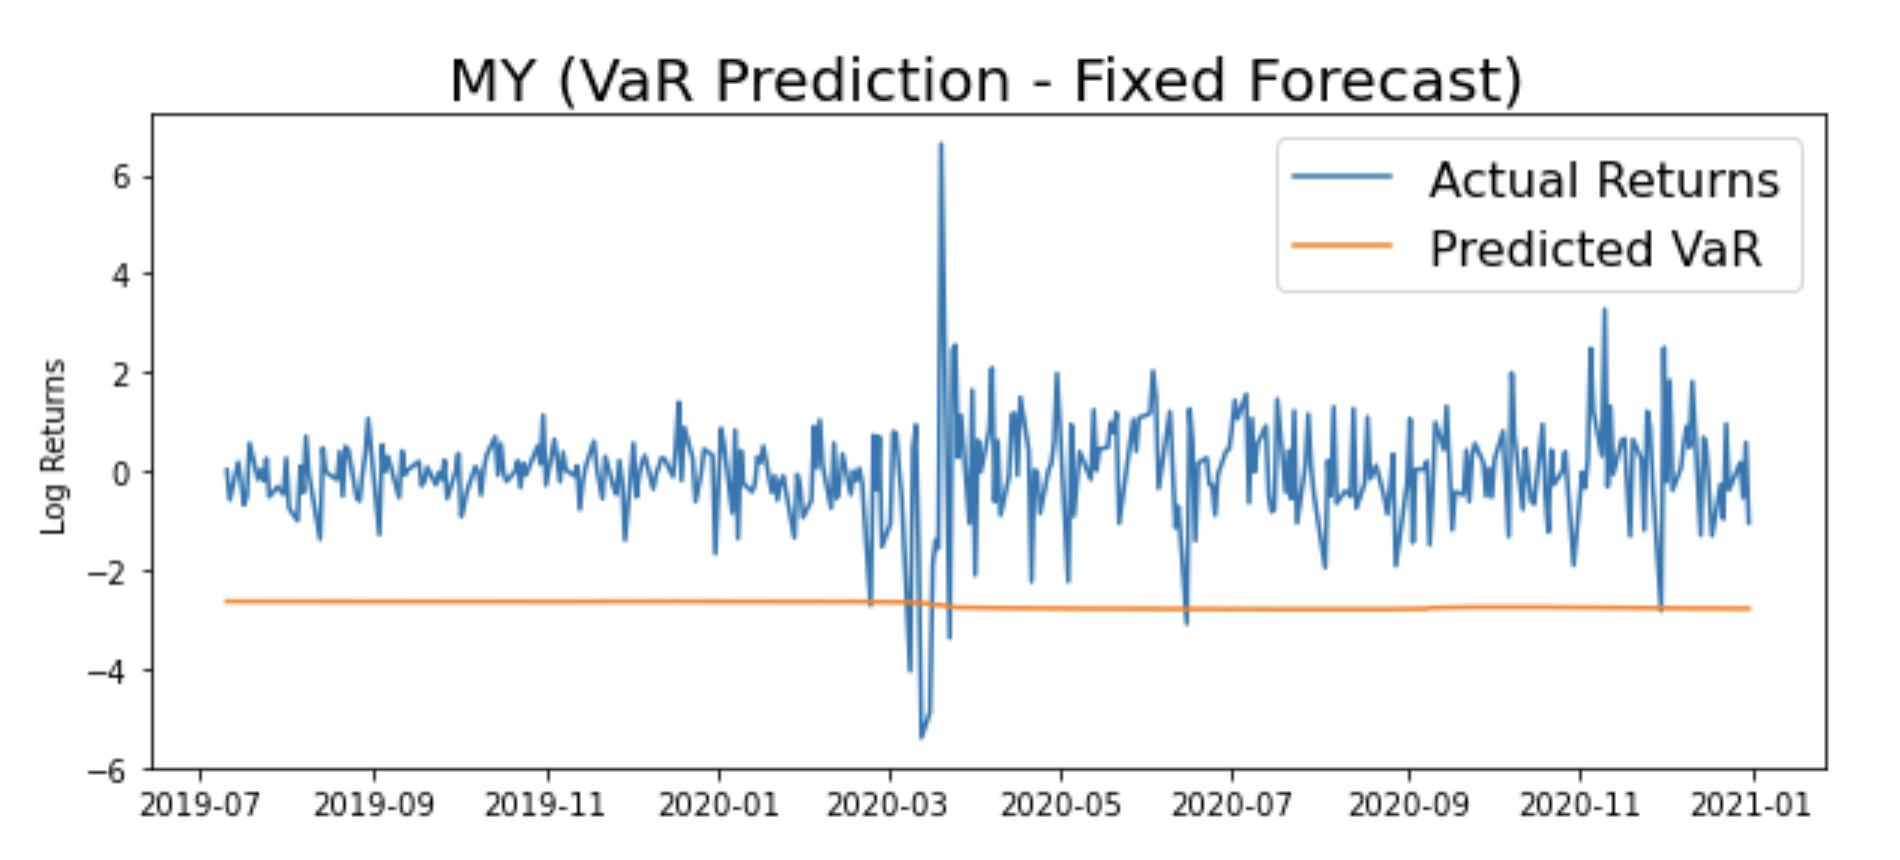 MY (VaR Prediction - Fixed Forecast)
Actual Returns
Predicted VaR
Log Returns
6
4
2
0
−2
−4
−6
2019-07 2019-09 2019-11 2020-01 2020-03 2020-05 2020-07 2020-09 2020-11 2021-01